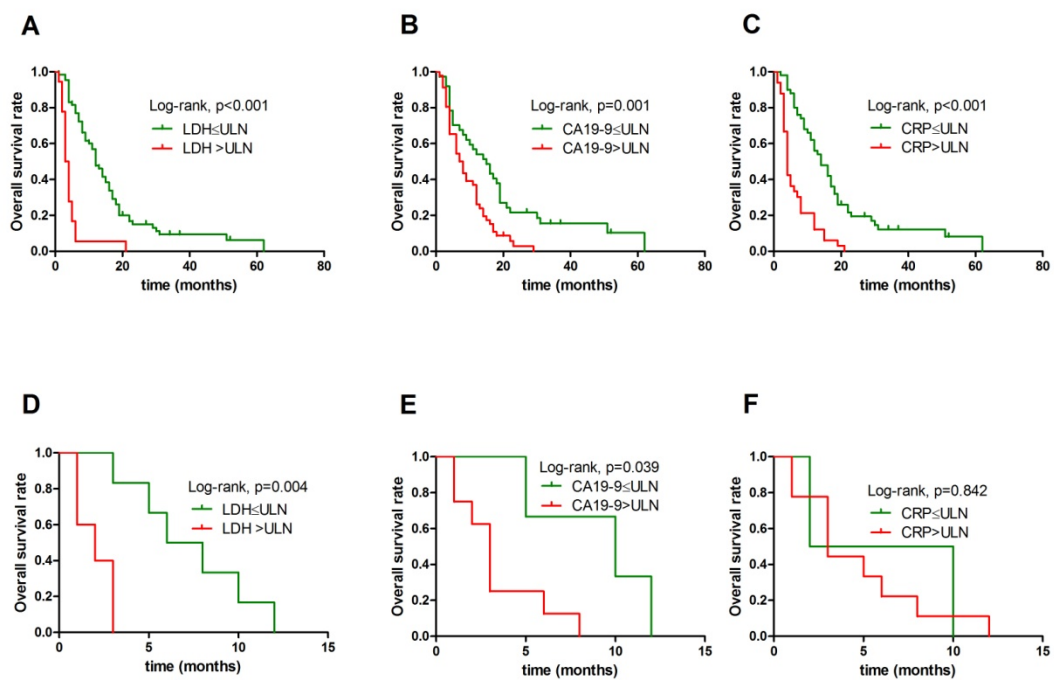 A
Overall survival rate
1.0
0.8
0.6
0.4
0.2
0.0
Log-rank, p<0.001
LDH≤ULN
LDH >ULN
0 20 40 60 80
time (months)
B
Overall survival rate
1.0
0.8
0.6
0.4
0.2
0.0
Log-rank, p=0.001
CA19-9≤ULN
CA19-9>ULN
0 20 40 60 80
time (months)
C
Overall survival rate
1.0
0.8
0.6
0.4
0.2
0.0
Log-rank, p<0.001
CRP≤ULN
CRP>ULN
0 20 40 60 80
time (months)
D
Overall survival rate
1.0
0.8
0.6
0.4
0.2
0.0
Log-rank, p=0.004
LDH≤ULN
LDH >ULN
0 5 10 15
time (months)
E
Overall survival rate
1.0
0.8
0.6
0.4
0.2
0.0
Log-rank, p=0.039
CA19-9≤ULN
CA19-9>ULN
0 5 10 15
time (months)
F
Overall survival rate
1.0
0.8
0.6
0.4
0.2
0.0
Log-rank, p=0.842
CRP≤ULN
CRP>ULN
0 5 10 15
time (months)